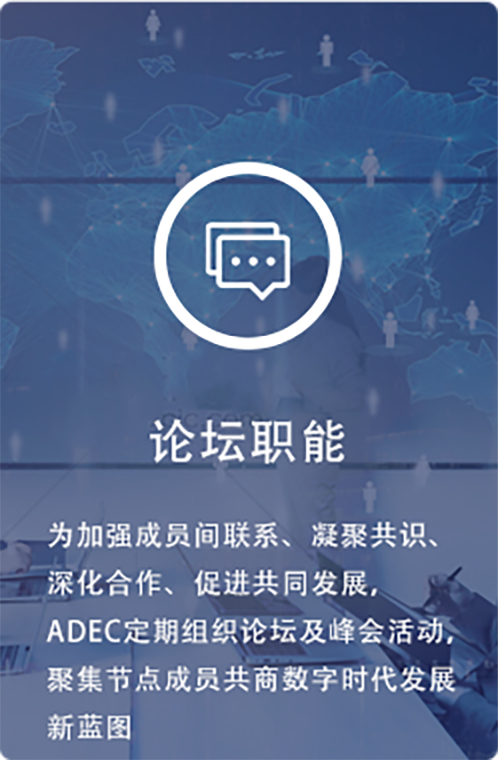 论坛职能
为加强成员间联系、凝聚共识、
深化合作、促进共同发展,
ADEC定期组织论坛及峰会活动,
聚集节点成员共商数字时代发展
新蓝图